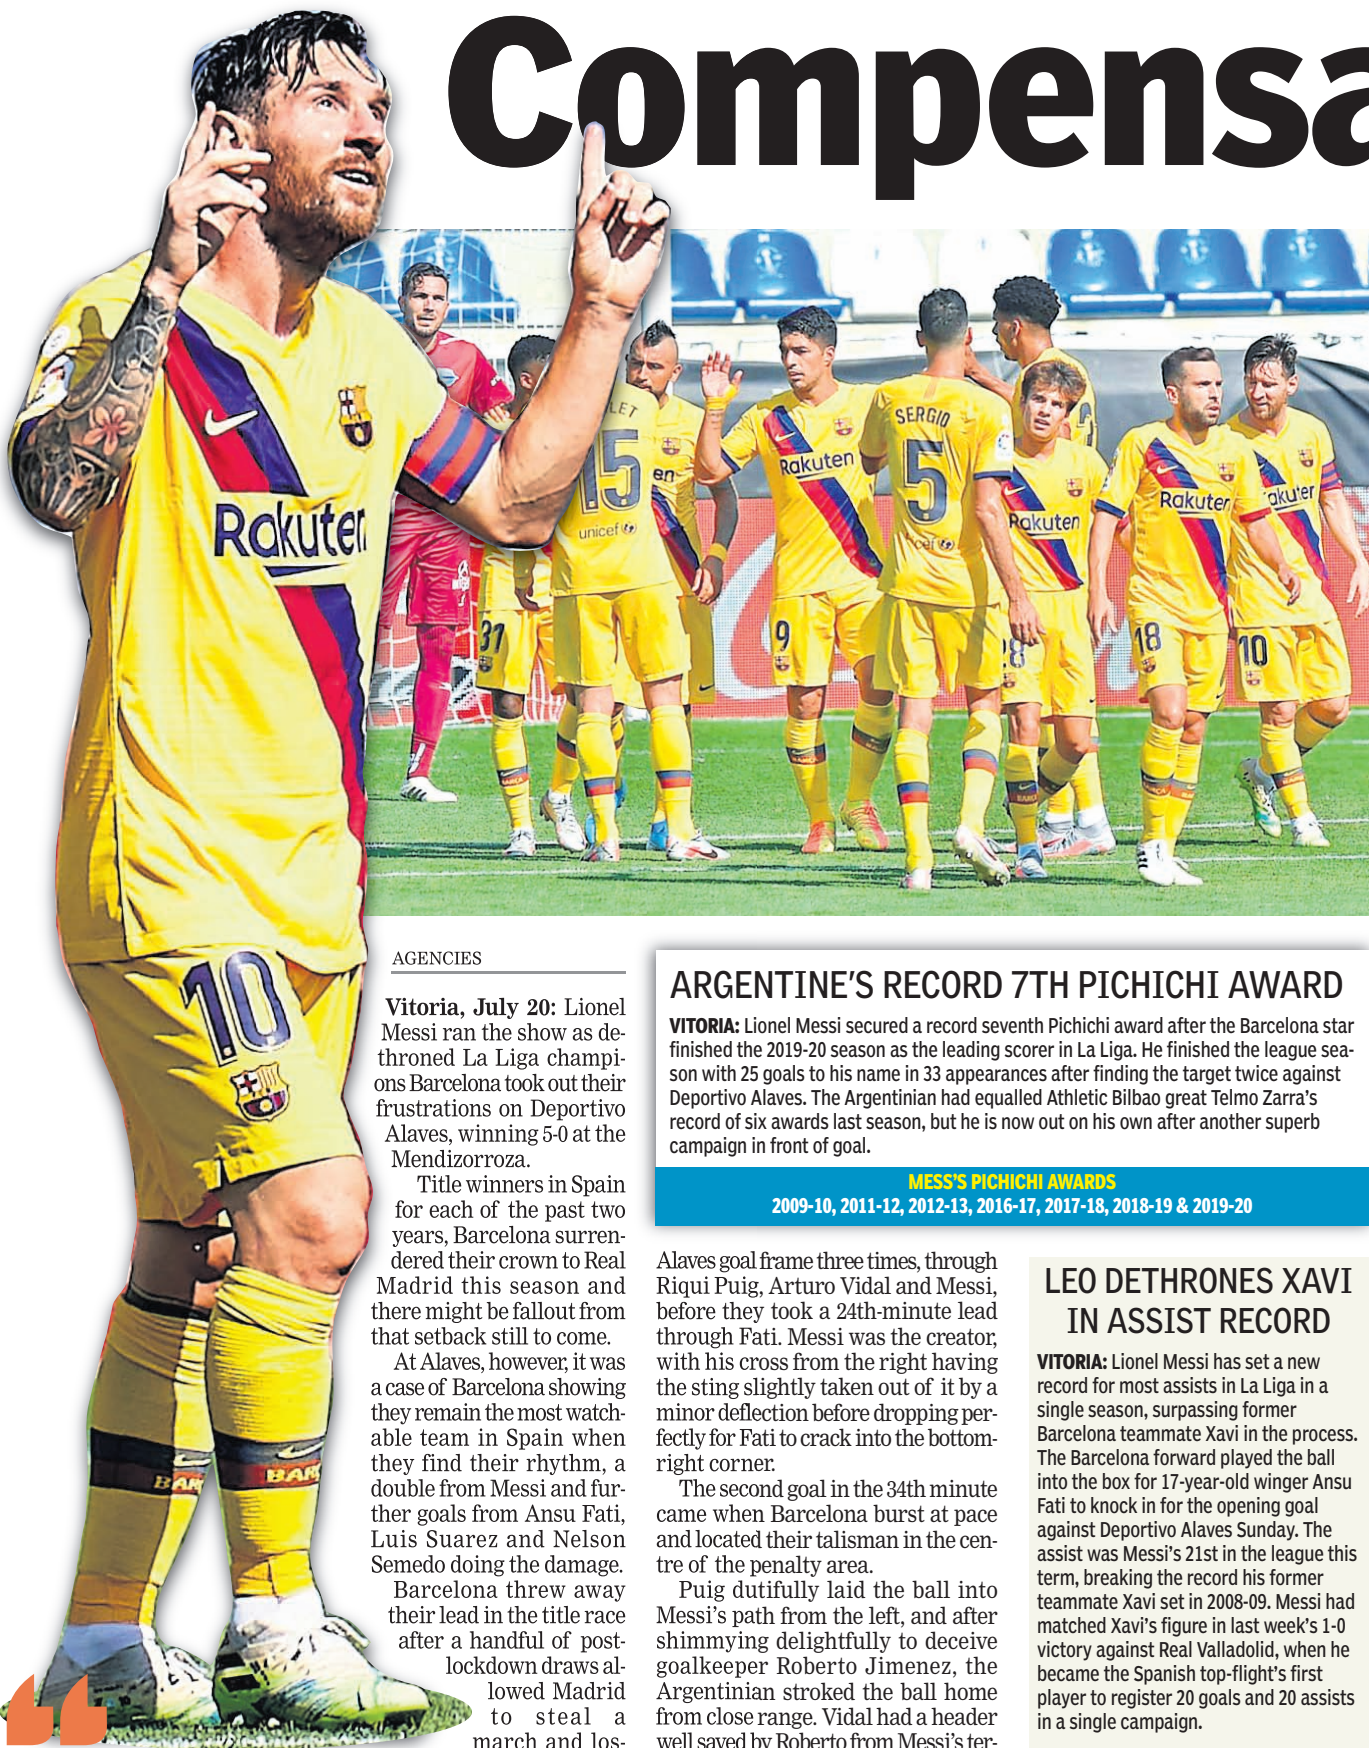 Compensa
Rakuten
10
BAR
BARC
LET
15
unicef
en
31
Rakuten
9
SERGIO
5
Rakuten
28
Rakuten
18
akuten
10
AGENCIES
Vitoria, July 20: Lionel
Messi ran the show as de-
throned La Liga champi-
ons Barcelona took out their
frustrations on Deportivo
Alaves, winning 5-0 at the
Mendizorroza.
Title winners in Spain
for each of the past two
years, Barcelona surren-
dered their crown to Real
Madrid this season and
there might be fallout from
that setback still to come.
At Alaves, however, it was
a case of Barcelona showing
they remain the most watch-
able team in Spain when
they find their rhythm, a
double from Messi and fur-
ther goals from Ansu Fati,
Luis Suarez and Nelson
Semedo doing the damage.
Barcelona threw away
their lead in the title race
after a handful of post-
lockdown draws al-
lowed Madrid
to steal a
march and los-
ARGENTINE'S RECORD 7TH PICHICHI AWARD
VITORIA: Lionel Messi secured a record seventh Pichichi award after the Barcelona star
finished the 2019-20 season as the leading scorer in La Liga. He finished the league sea-
son with 25 goals to his name in 33 appearances after finding the target twice against
Deportivo Alaves. The Argentinian had equalled Athletic Bilbao great Telmo Zarra's
record of six awards last season, but he is now out on his own after another superb
campaign in front of goal.
MESS'S PICHICHI AWARDS
2009-10, 2011-12, 2012-13, 2016-17, 2017-18, 2018-19 & 2019-20
Alaves goal frame three times, through
Riqui Puig, Arturo Vidal and Messi,
before they took a 24th-minute lead
through Fati. Messi was the creator,
with his cross from the right having
the sting slightly taken out of it by a
minor deflection before dropping per-
fectly for Fati to crack into the bottom-
right corner.
The second goal in the 34th minute
came when Barcelona burst at pace
and located their talisman in the cen-
tre of the penalty area.
Puig dutifully laid the ball into
Messi's path from the left, and after
shimmying delightfully to deceive
goalkeeper Roberto Jimenez, the
Argentinian stroked the ball home
from close range. Vidal had a header
well saved by Roberto from Messi's ter-
LEO DETHRONES XAVI
IN ASSIST RECORD
VITORIA: Lionel Messi has set a new
record for most assists in La Liga in a
single season, surpassing former
Barcelona teammate Xavi in the process.
The Barcelona forward played the ball
into the box for 17-year-old winger Ansu
Fati to knock in for the opening goal
against Deportivo Alaves Sunday. The
assist was Messi's 21st in the league this
term, breaking the record his former
teammate Xavi set in 2008-09. Messi had
matched Xavi's figure in last week's 1-0
victory against Real Valladolid, when he
became the Spanish top-flight's first
player to register 20 goals and 20 assists
in a single campaign.